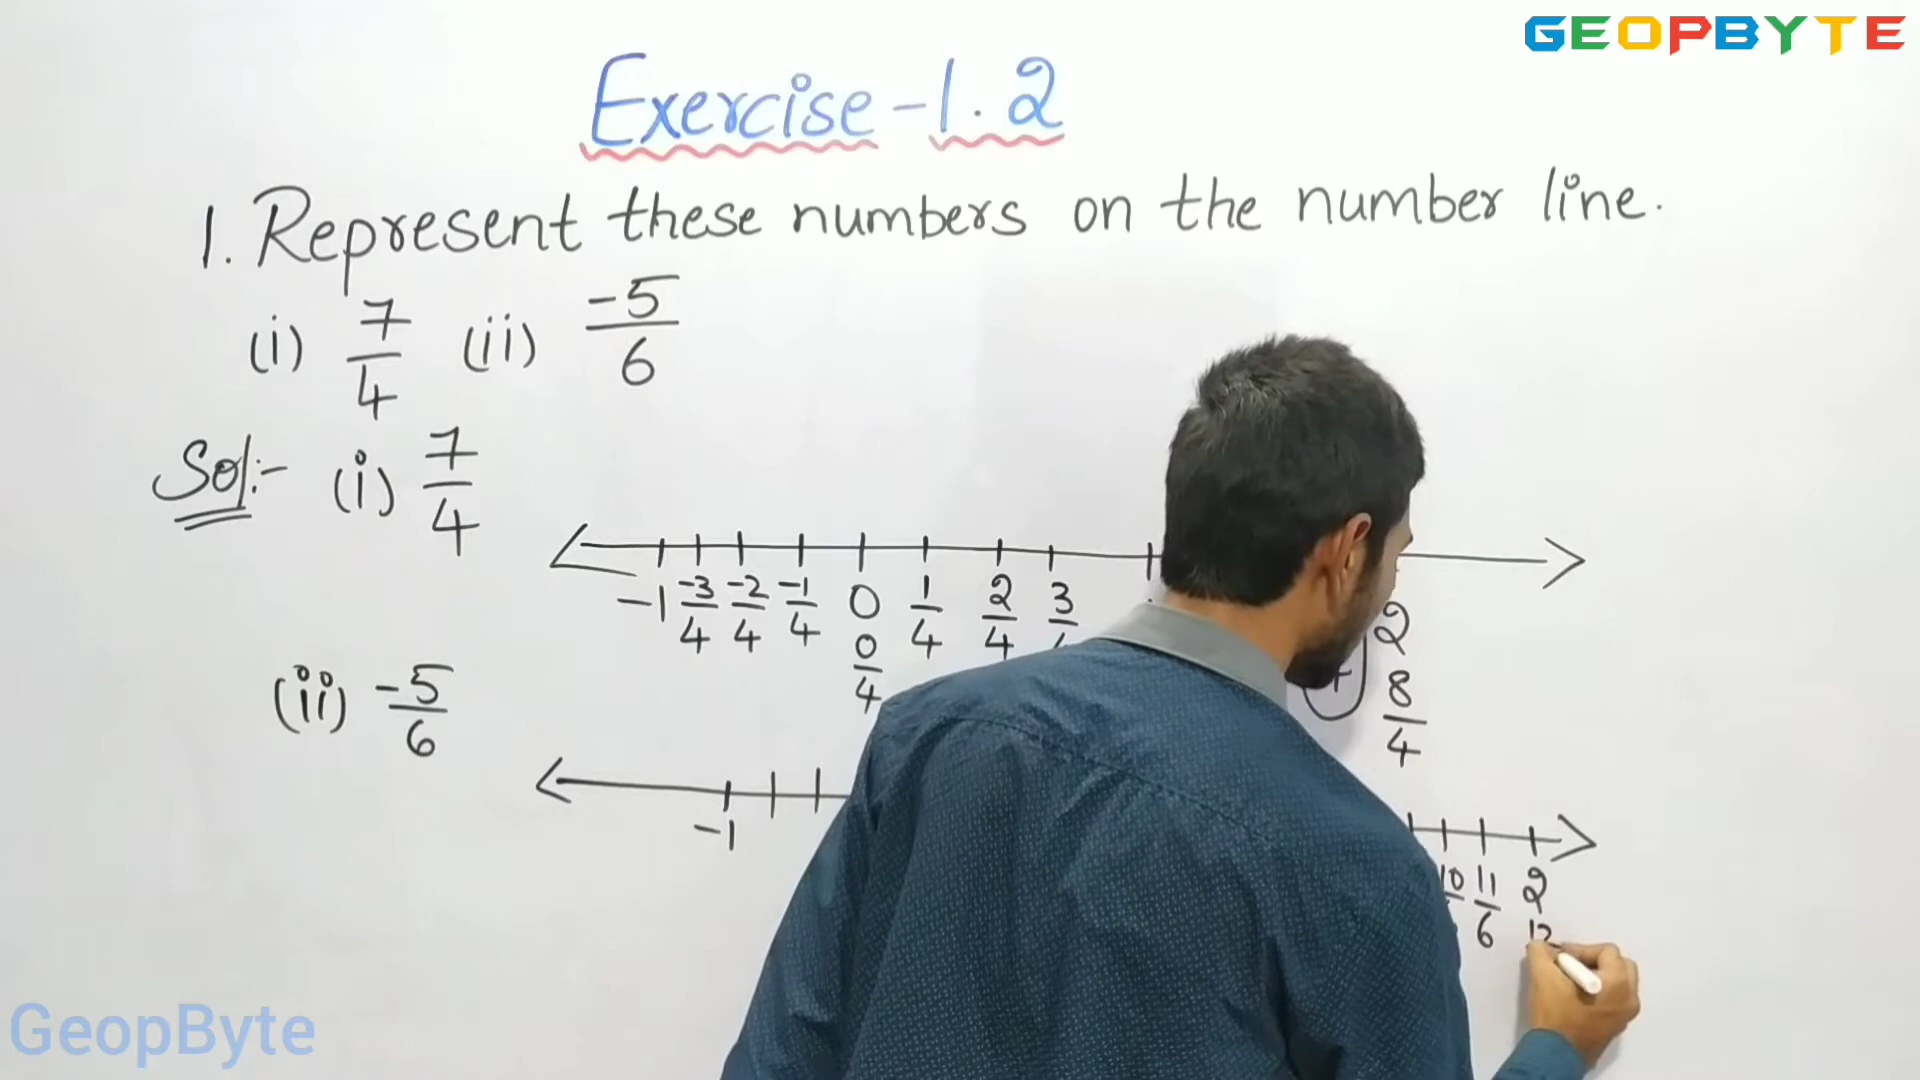 GEOPBYTE
Exercise-1.2
1. Represent these numbers on the number line.
(i) 7/4 (ii) -5/6
Sol:- (i) 7/4
-1 -3/4 -2/4 -1/4 0 1/4 2/4 3 2
0/4 8/4
(ii) -5/6
-1
10 11/6 2
12
GeopByte